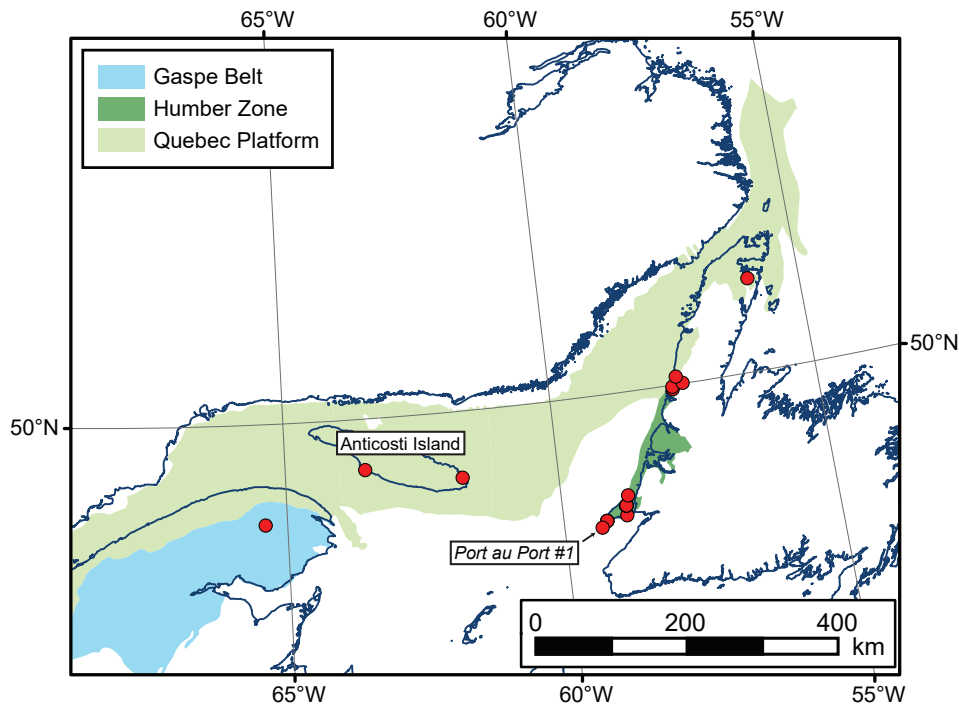 65°W 60°W 55°W
Gaspe Belt
Humber Zone
Quebec Platform
50°N
50°N
Anticosti Island
Port au Port #1
0 200 400
km
65°W 60°W 55°W